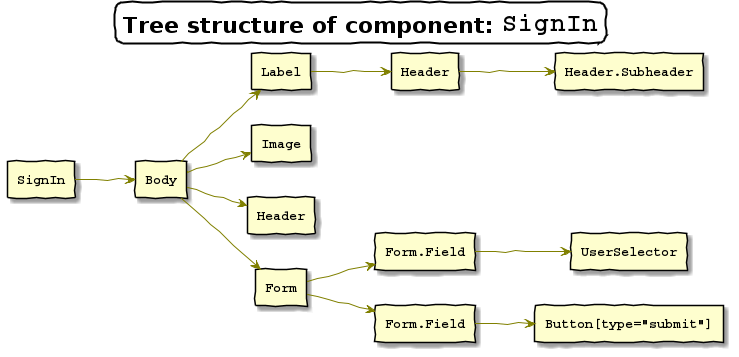 Tree structure of component: SignIn
Label
Header
Header.Subheader
Image
SignIn
Body
Header
Form.Field
UserSelector
Form
Form.Field
Button[type="submit"]